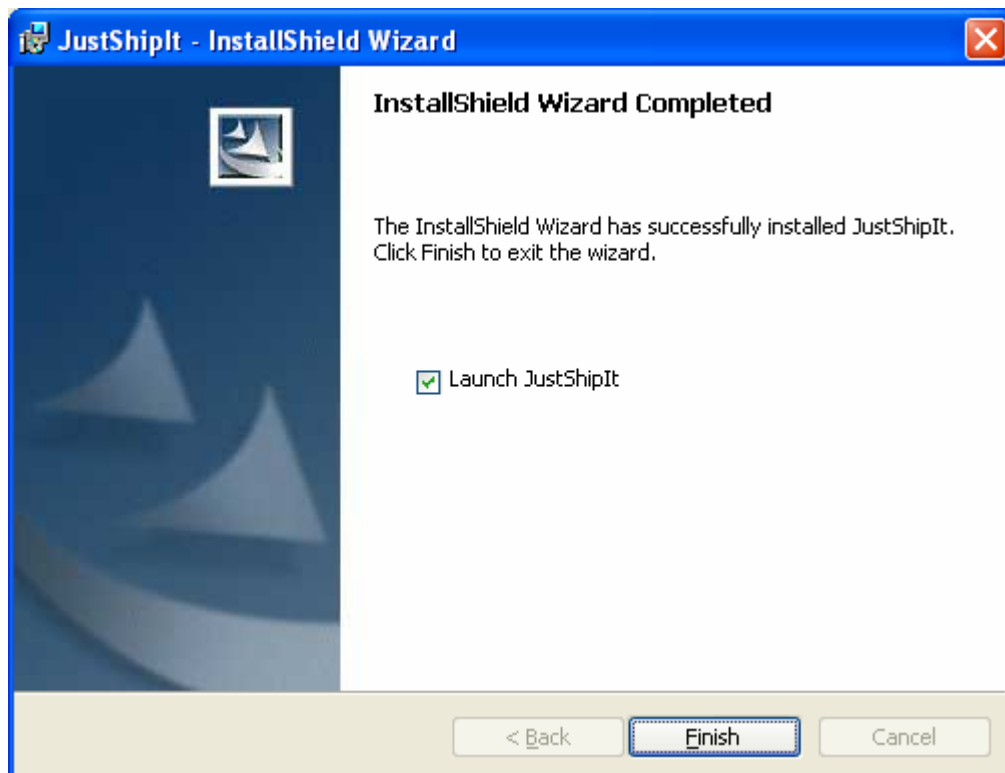 JustShipIt - InstallShield Wizard
InstallShield Wizard Completed
The InstallShield Wizard has successfully installed JustShipIt.
Click Finish to exit the wizard.
Launch JustShipIt
< Back
Finish
Cancel